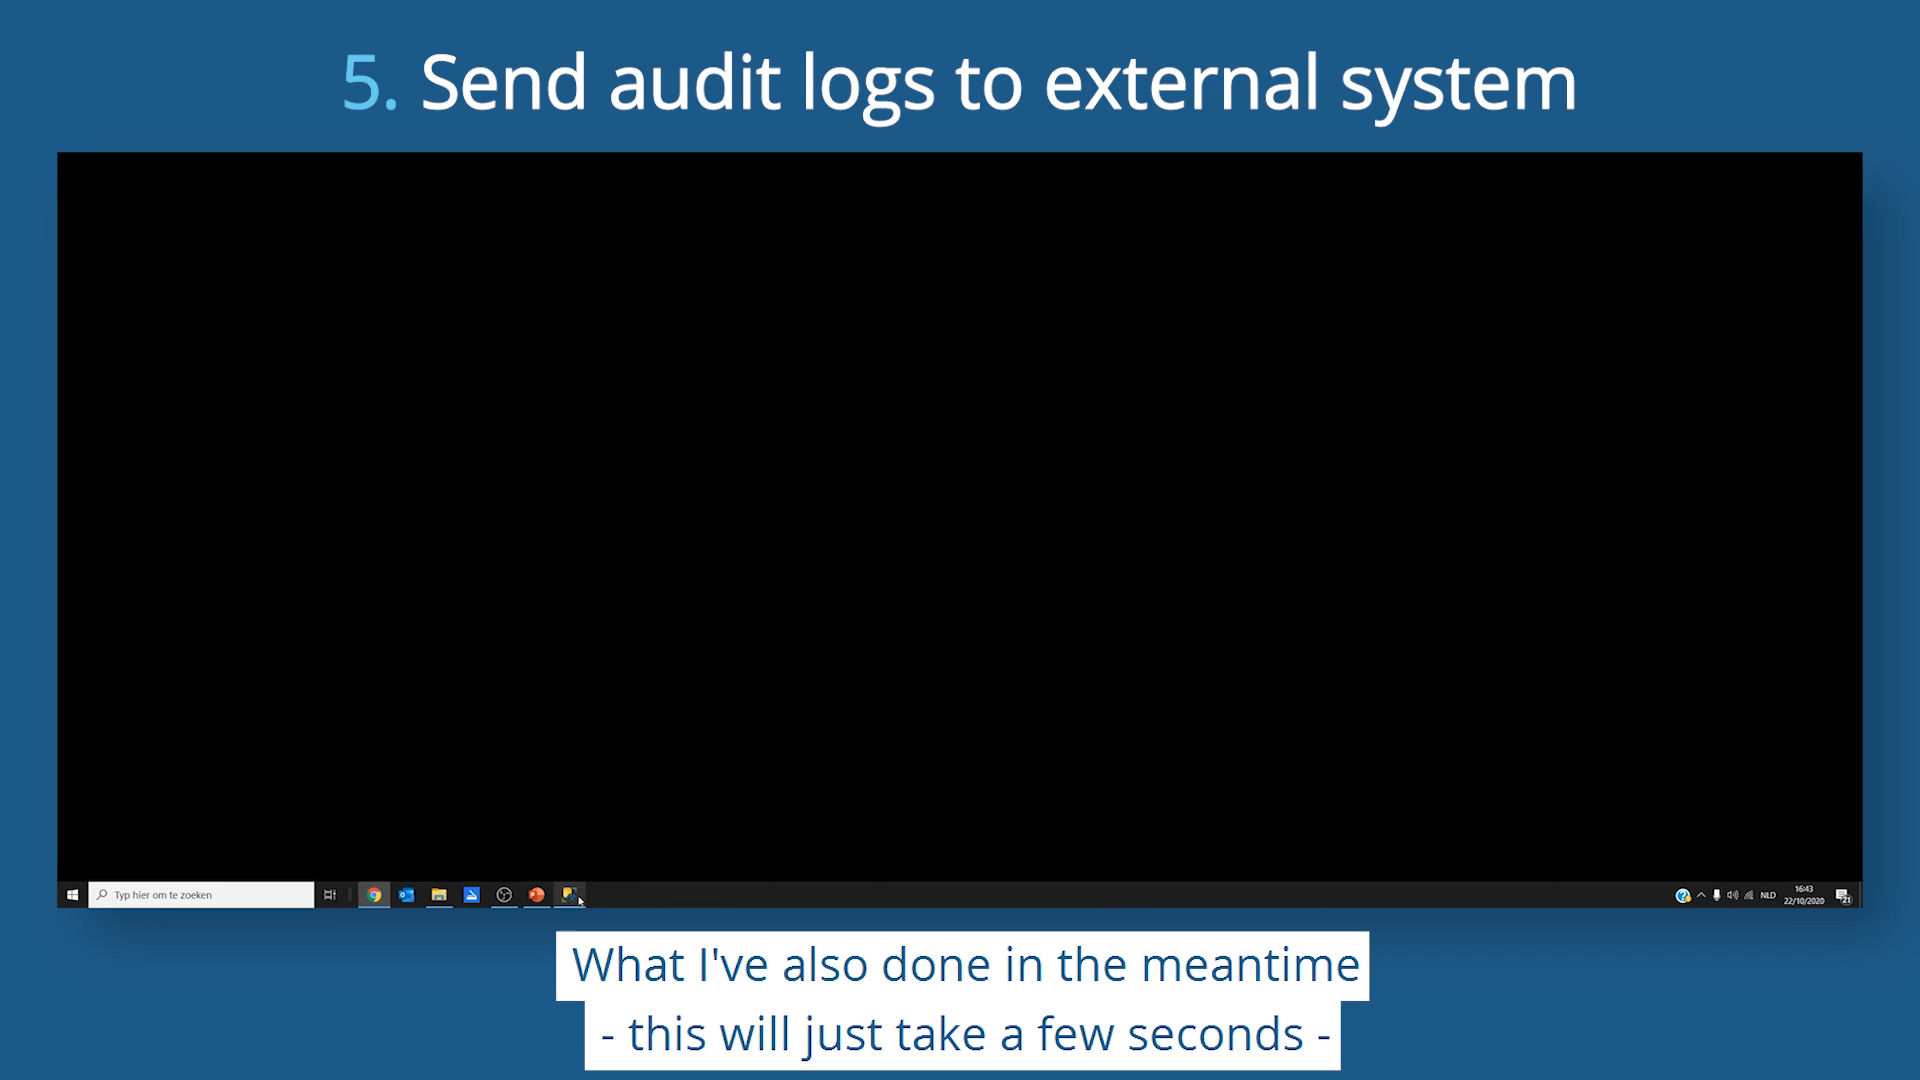 5. Send audit logs to external system
Typ hier om te zoeken
NLD
16:43
22/10/2020
21
What I've also done in the meantime
- this will just take a few seconds -